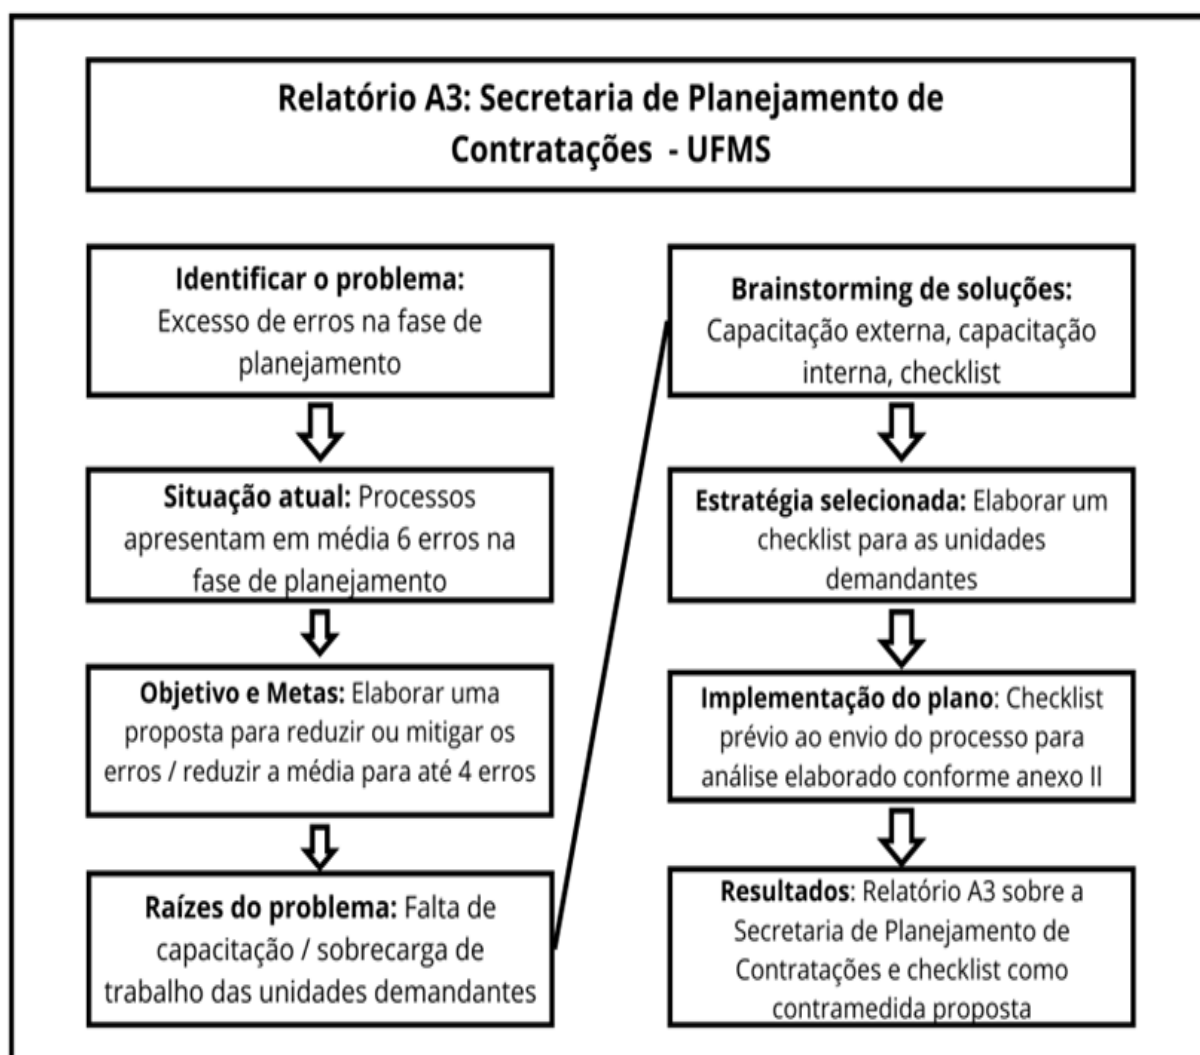 Relatório A3: Secretaria de Planejamento de
Contratações - UFMS
Identificar o problema:
Excesso de erros na fase de
planejamento
Situação atual: Processos
apresentam em média 6 erros na
fase de planejamento
Objetivo e Metas: Elaborar uma
proposta para reduzir ou mitigar os
erros / reduzir a média para até 4 erros
Raízes do problema: Falta de
capacitação / sobrecarga de
trabalho das unidades demandantes
Brainstorming de soluções:
Capacitação externa, capacitação
interna, checklist
Estratégia selecionada: Elaborar um
checklist para as unidades
demandantes
Implementação do plano: Checklist
prévio ao envio do processo para
análise elaborado conforme anexo II
Resultados: Relatório A3 sobre a
Secretaria de Planejamento de
Contratações e checklist como
contramedida proposta